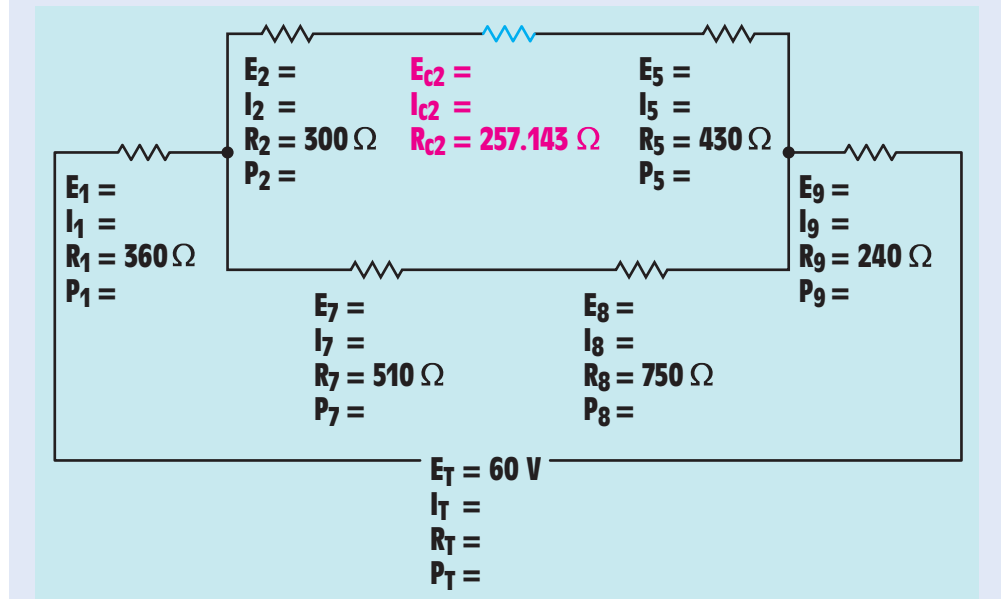 E2 =
I2 =
R2 = 300 Ω
P2 =
Ec2 =
Ic2 =
Rc2 = 257.143 Ω
E5 =
I5 =
R5 = 430 Ω
P5 =
E1 =
I1 =
R1 = 360 Ω
P1 =
E9 =
I9 =
R9 = 240 Ω
P9 =
E7 =
I7 =
R7 = 510 Ω
P7 =
E8 =
I8 =
R8 = 750 Ω
P8 =
ET = 60 V
IT =
RT =
PT =